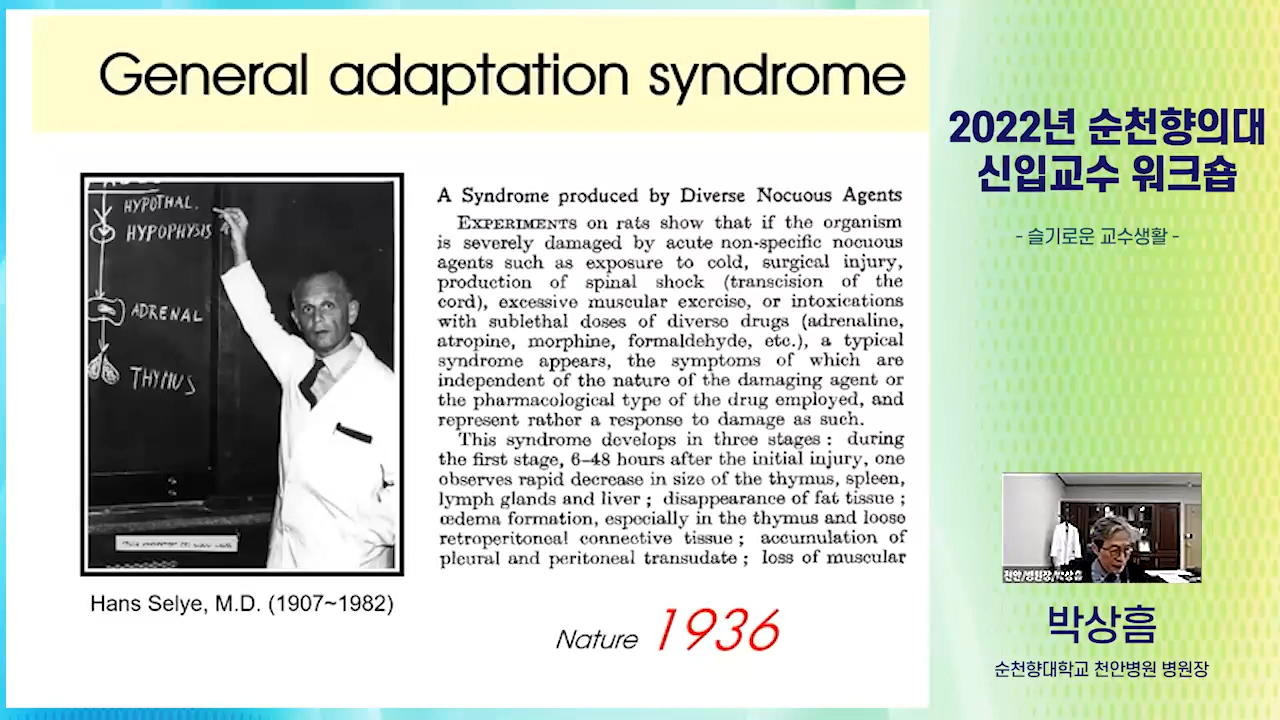 General adaptation syndrome
HYPOTHAL.
HYPOPHYSIS
ADRENAL
THYMUS
Hans Selye, M.D. (1907~1982)
A Syndrome produced by Diverse Nocuous Agents
EXPERIMENTS on rats show that if the organism
is severely damaged by acute non-specific nocuous
agents such as exposure to cold, surgical injury,
production of spinal shock (transcision of the
cord), excessive muscular exercise, or intoxications
with sublethal doses of diverse drugs (adrenaline,
atropine, morphine, formaldehyde, etc.), a typical
syndrome appears, the symptoms of which are
independent of the nature of the damaging agent or
the pharmacological type of the drug employed, and
represent rather a response to damage as such.
This syndrome develops in three stages : during
the first stage, 6–48 hours after the initial injury, one
observes rapid decrease in size of the thymus, spleen,
lymph glands and liver ; disappearance of fat tissue ;
œdema formation, especially in the thymus and loose
retroperitoneal connective tissue ; accumulation of
pleural and peritoneal transudate ; loss of muscular
Nature 1936
2022년 순천향의대
신입교수 워크숍
- 슬기로운 교수생활 -
천안/병원장/박상흠
박상흠
순천향대학교 천안병원 병원장